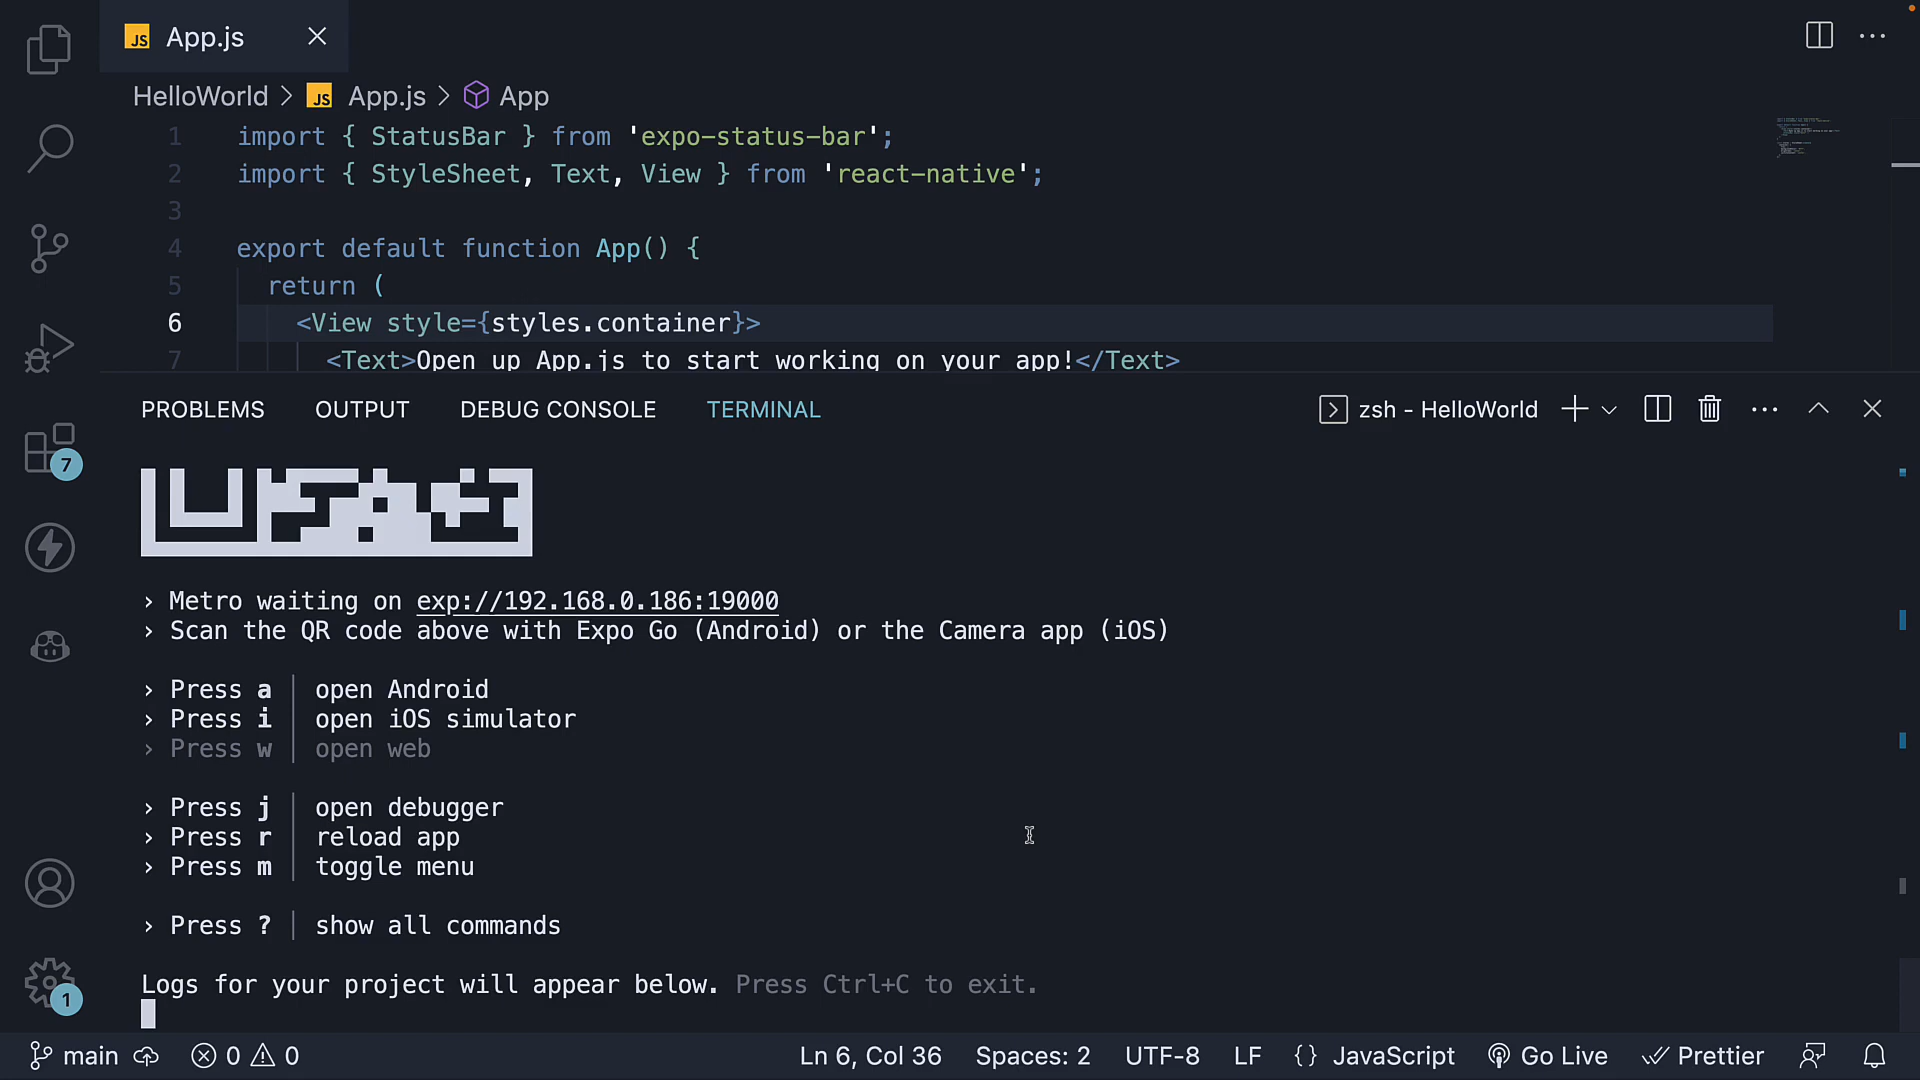 JS App.js
HelloWorld > JS App.js > App
1 import { StatusBar } from 'expo-status-bar';
2 import { StyleSheet, Text, View } from 'react-native';
3
4 export default function App() {
5 return (
6 <View style={styles.container}>
7 <Text>Open up App.js to start working on your app!</Text>
PROBLEMS OUTPUT DEBUG CONSOLE TERMINAL zsh - HelloWorld
7
› Metro waiting on exp://192.168.0.186:19000
› Scan the QR code above with Expo Go (Android) or the Camera app (iOS)
› Press a │ open Android
› Press i │ open iOS simulator
› Press w │ open web
› Press j │ open debugger
› Press r │ reload app
› Press m │ toggle menu
› Press ? │ show all commands
Logs for your project will appear below. Press Ctrl+C to exit.
1
main 0 0 Ln 6, Col 36 Spaces: 2 UTF-8 LF {} JavaScript Go Live Prettier